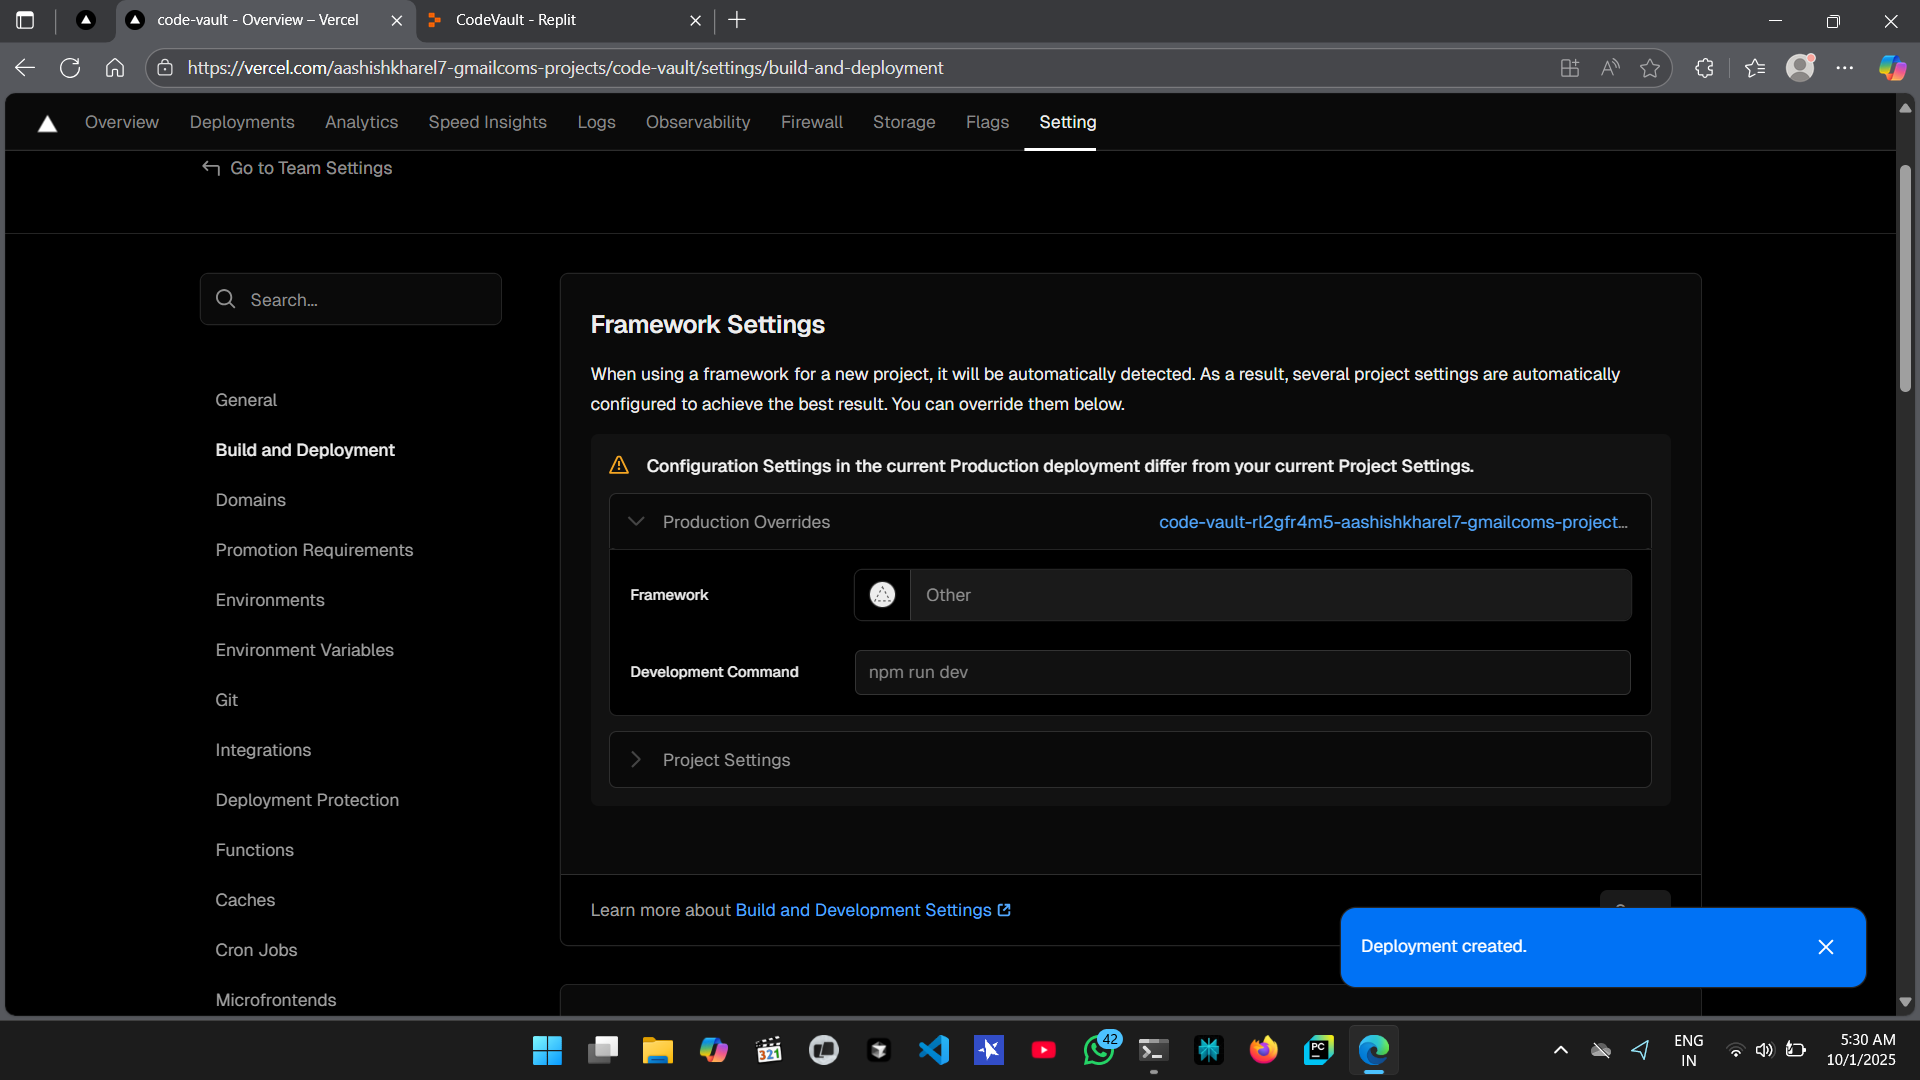 code-vault - Overview – Vercel
CodeVault - Replit
https://vercel.com/aashishkharel7-gmailcoms-projects/code-vault/settings/build-and-deployment
Overview
Deployments
Analytics
Speed Insights
Logs
Observability
Firewall
Storage
Flags
Setting
Go to Team Settings
Search...
General
Build and Deployment
Domains
Promotion Requirements
Environments
Environment Variables
Git
Integrations
Deployment Protection
Functions
Caches
Cron Jobs
Microfrontends
Framework Settings
When using a framework for a new project, it will be automatically detected. As a result, several project settings are automatically
configured to achieve the best result. You can override them below.
Configuration Settings in the current Production deployment differ from your current Project Settings.
Production Overrides
code-vault-rl2gfr4m5-aashishkharel7-gmailcoms-project...
Framework
Other
Development Command
npm run dev
Project Settings
Learn more about Build and Development Settings
Deployment created.
321
42
PC
ENG
IN
5:30 AM
10/1/2025